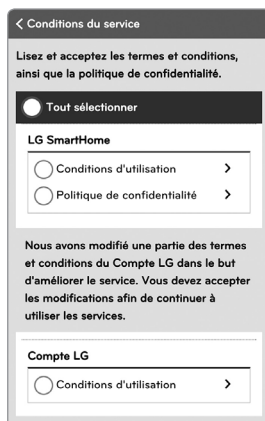 Conditions du service
Lisez et acceptez les termes et conditions,
ainsi que la politique de confidentialité.
Tout sélectionner
LG SmartHome
Conditions d'utilisation
Politique de confidentialité
Nous avons modifié une partie des termes
et conditions du Compte LG dans le but
d'améliorer le service. Vous devez accepter
les modifications afin de continuer à
utiliser les services.
Compte LG
Conditions d'utilisation